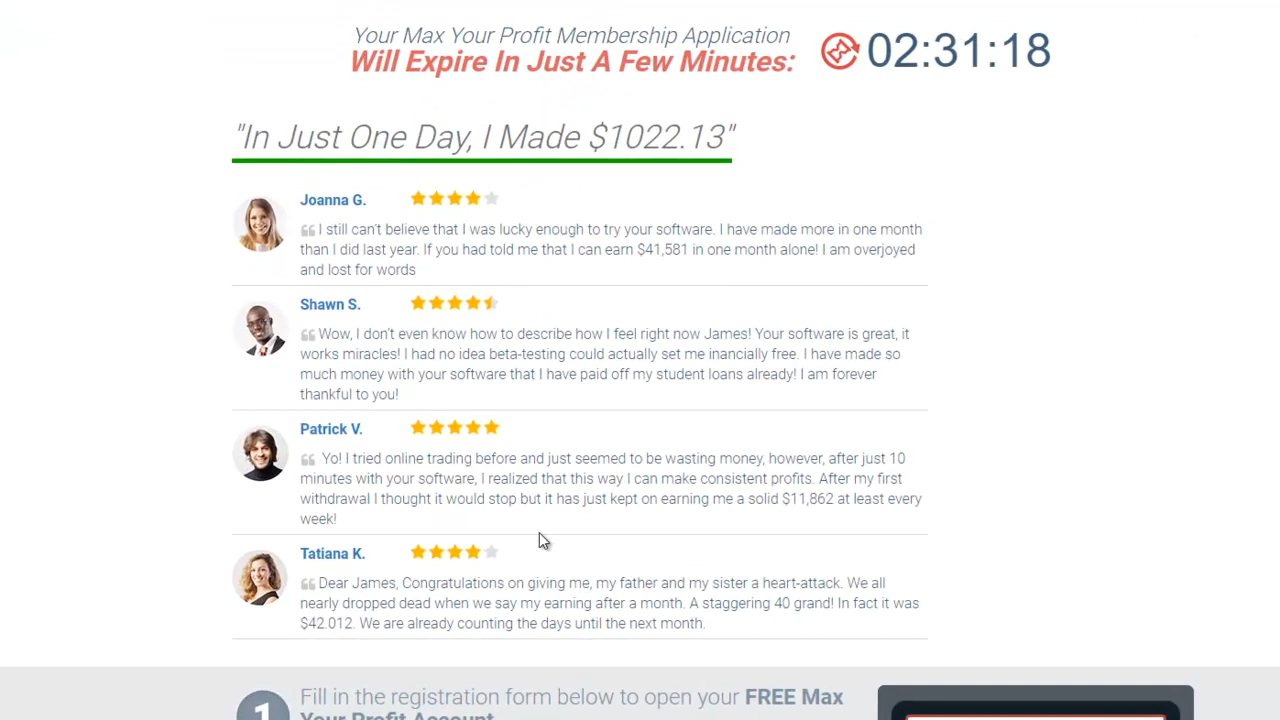 Your Max Your Profit Membership Application
Will Expire In Just A Few Minutes:
02:31:18
"In Just One Day, I Made $1022.13"
Joanna G.
I still can't believe that I was lucky enough to try your software. I have made more in one month
than I did last year. If you had told me that I can earn $41,581 in one month alone! I am overjoyed
and lost for words
Shawn S.
Wow, I don't even know how to describe how I feel right now James! Your software is great, it
works miracles! I had no idea beta-testing could actually set me inancially free. I have made so
much money with your software that I have paid off my student loans already! I am forever
thankful to you!
Patrick V.
Yo! I tried online trading before and just seemed to be wasting money, however, after just 10
minutes with your software, I realized that this way I can make consistent profits. After my first
withdrawal I thought it would stop but it has just kept on earning me a solid $11,862 at least every
week!
Tatiana K.
Dear James, Congratulations on giving me, my father and my sister a heart-attack. We all
nearly dropped dead when we say my earning after a month. A staggering 40 grand! In fact it was
$42.012. We are already counting the days until the next month.
1
Fill in the registration form below to open your FREE Max
Your Profit Account